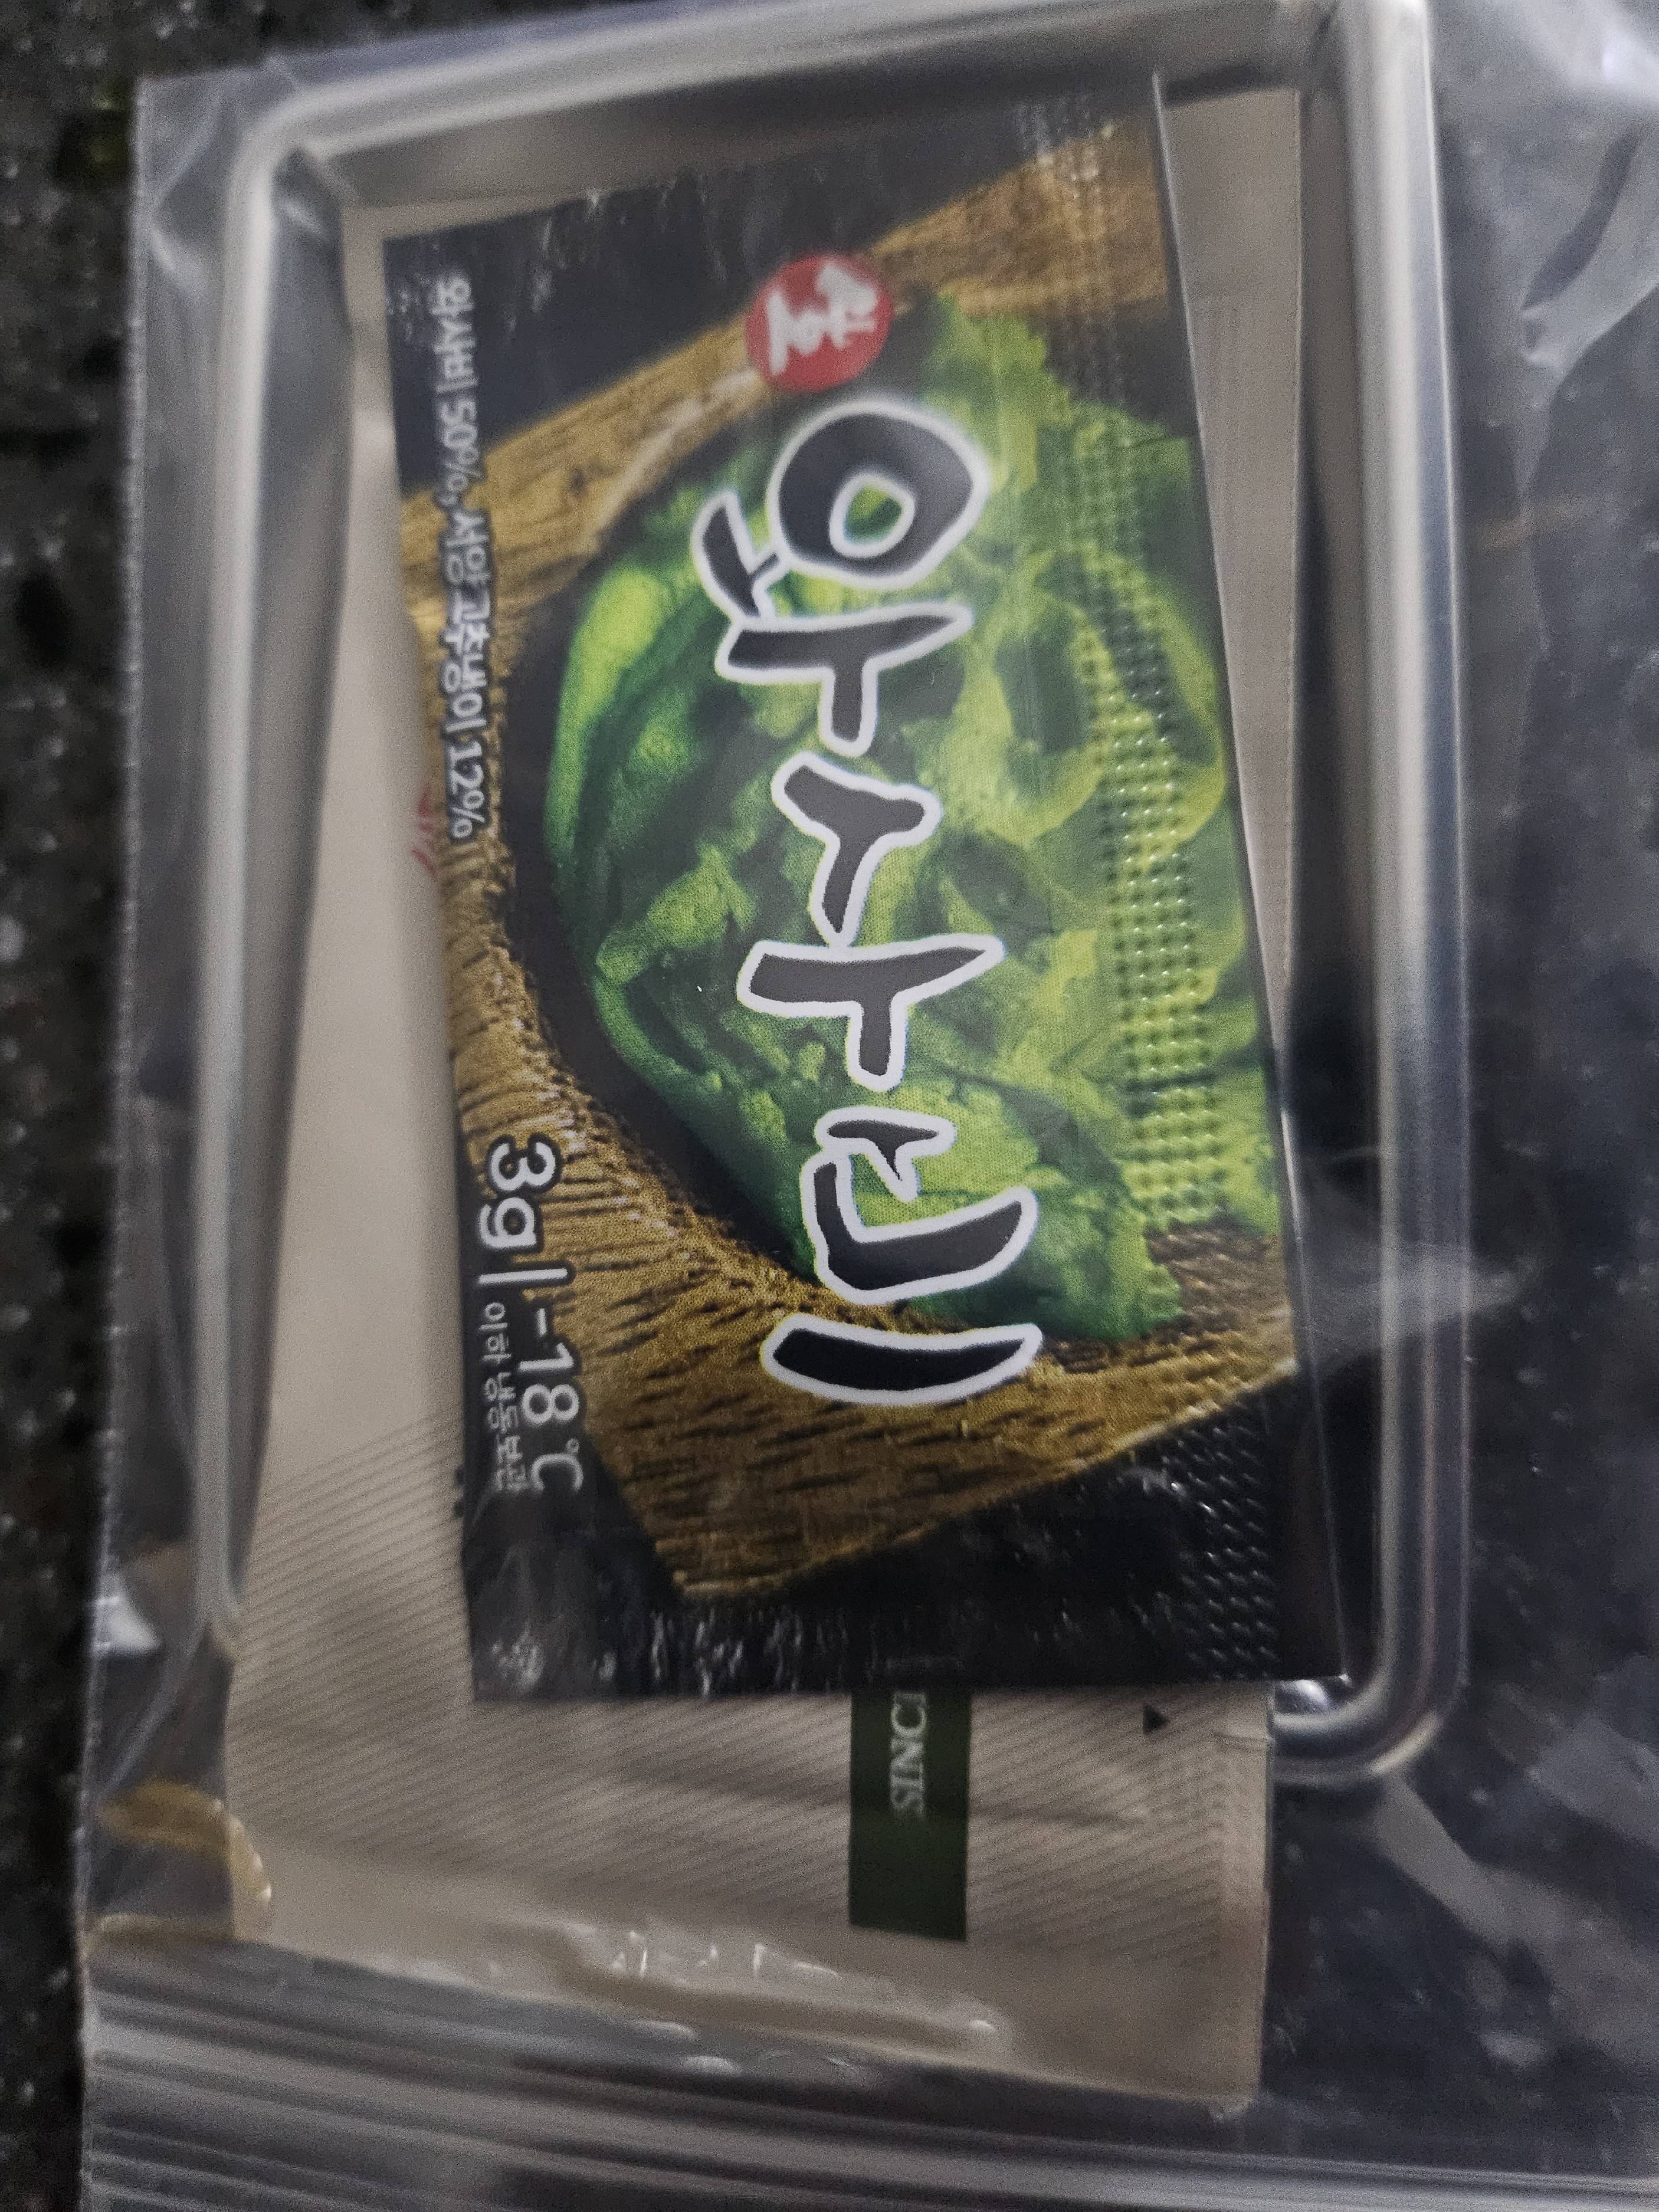 와사비
와사비 50%, 서양고추냉이 12%
3g | -18℃
이하 냉동보관
SINC